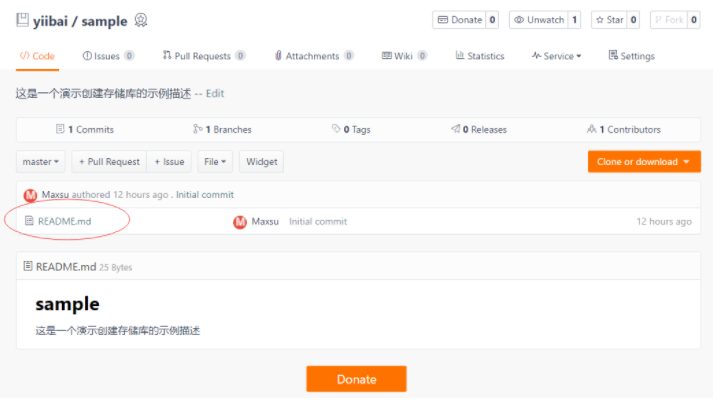 yiibai / sample Donate 0 Unwatch 1 Star 0 Fork 0
Code Issues 0 Pull Requests 0 Attachments 0 Wiki 0 Statistics Service Settings
这是一个演示创建存储库的示例描述 -- Edit
1 Commits 1 Branches 0 Tags 0 Releases 1 Contributors
master + Pull Request + Issue File Widget Clone or download
M Maxsu authored 12 hours ago . Initial commit
README.md M Maxsu Initial commit 12 hours ago
README.md 25 Bytes
sample
这是一个演示创建存储库的示例描述
Donate